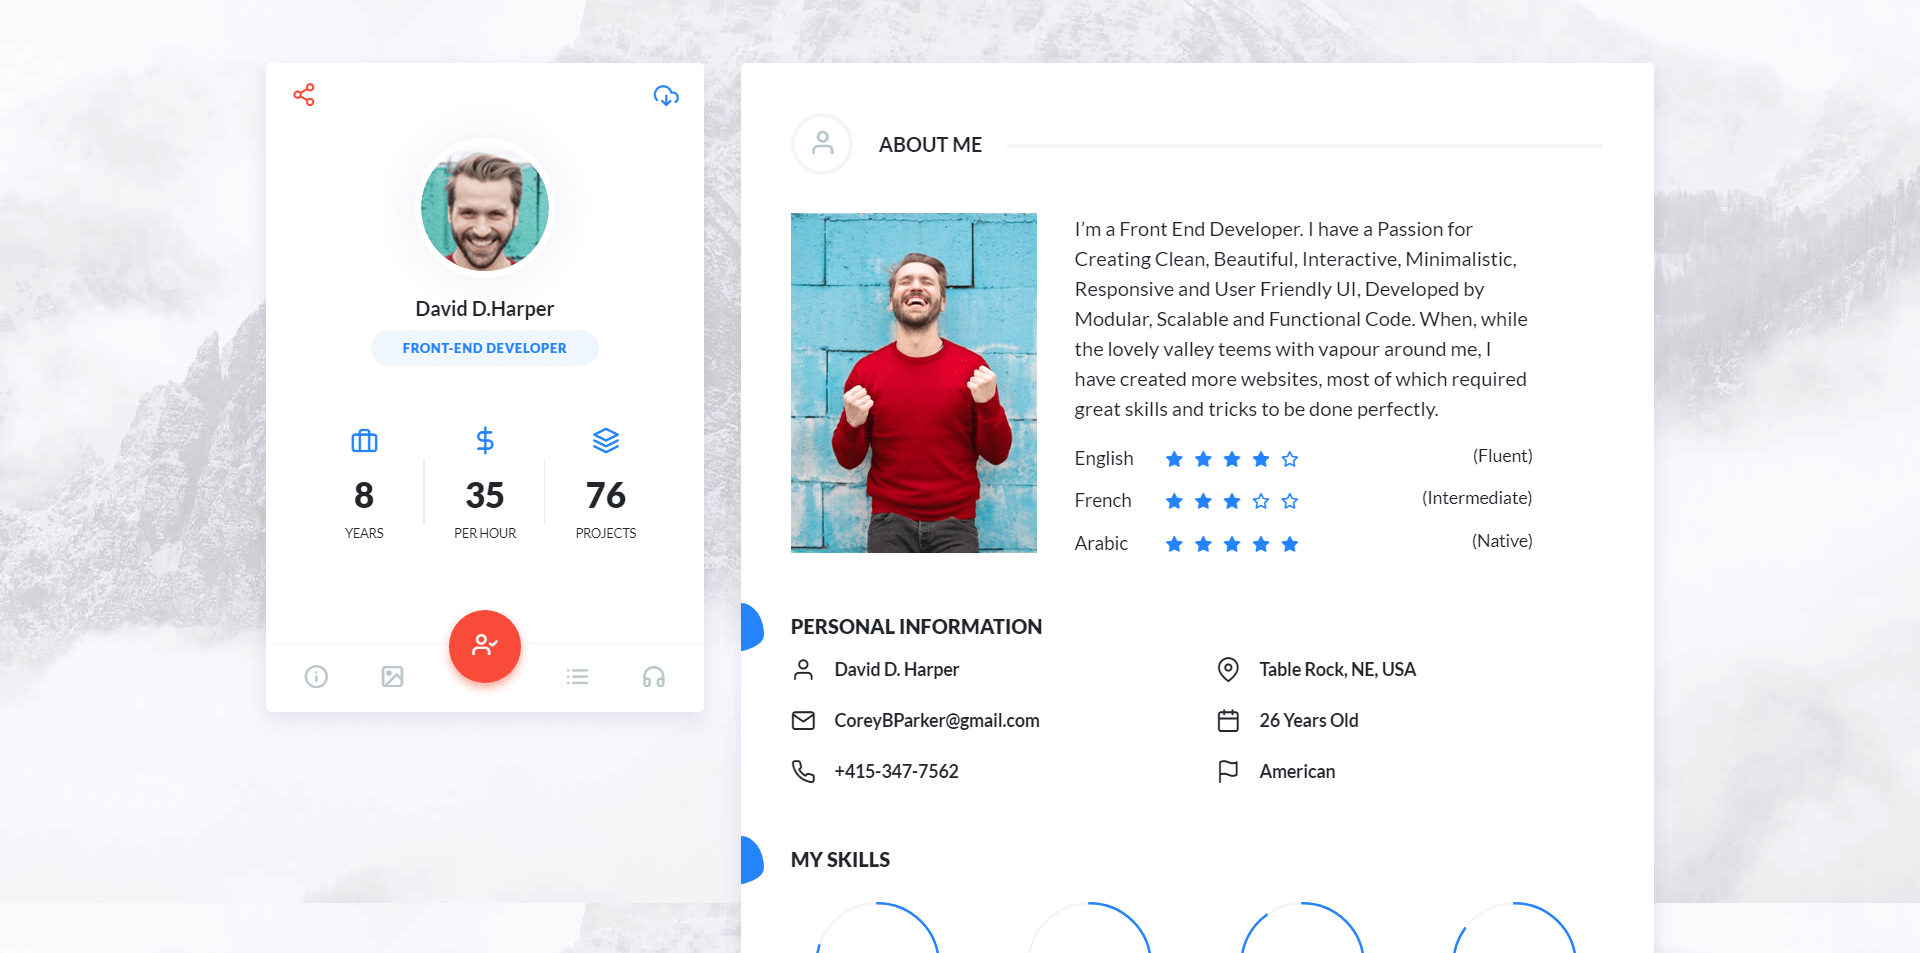 David D.Harper
FRONT-END DEVELOPER
8
YEARS
35
PER HOUR
76
PROJECTS
ABOUT ME
I’m a Front End Developer. I have a Passion for
Creating Clean, Beautiful, Interactive, Minimalistic,
Responsive and User Friendly UI, Developed by
Modular, Scalable and Functional Code. When, while
the lovely valley teems with vapour around me, I
have created more websites, most of which required
great skills and tricks to be done perfectly.
English (Fluent)
French (Intermediate)
Arabic (Native)
PERSONAL INFORMATION
David D. Harper
Table Rock, NE, USA
CoreyBParker@gmail.com
26 Years Old
+415-347-7562
American
MY SKILLS